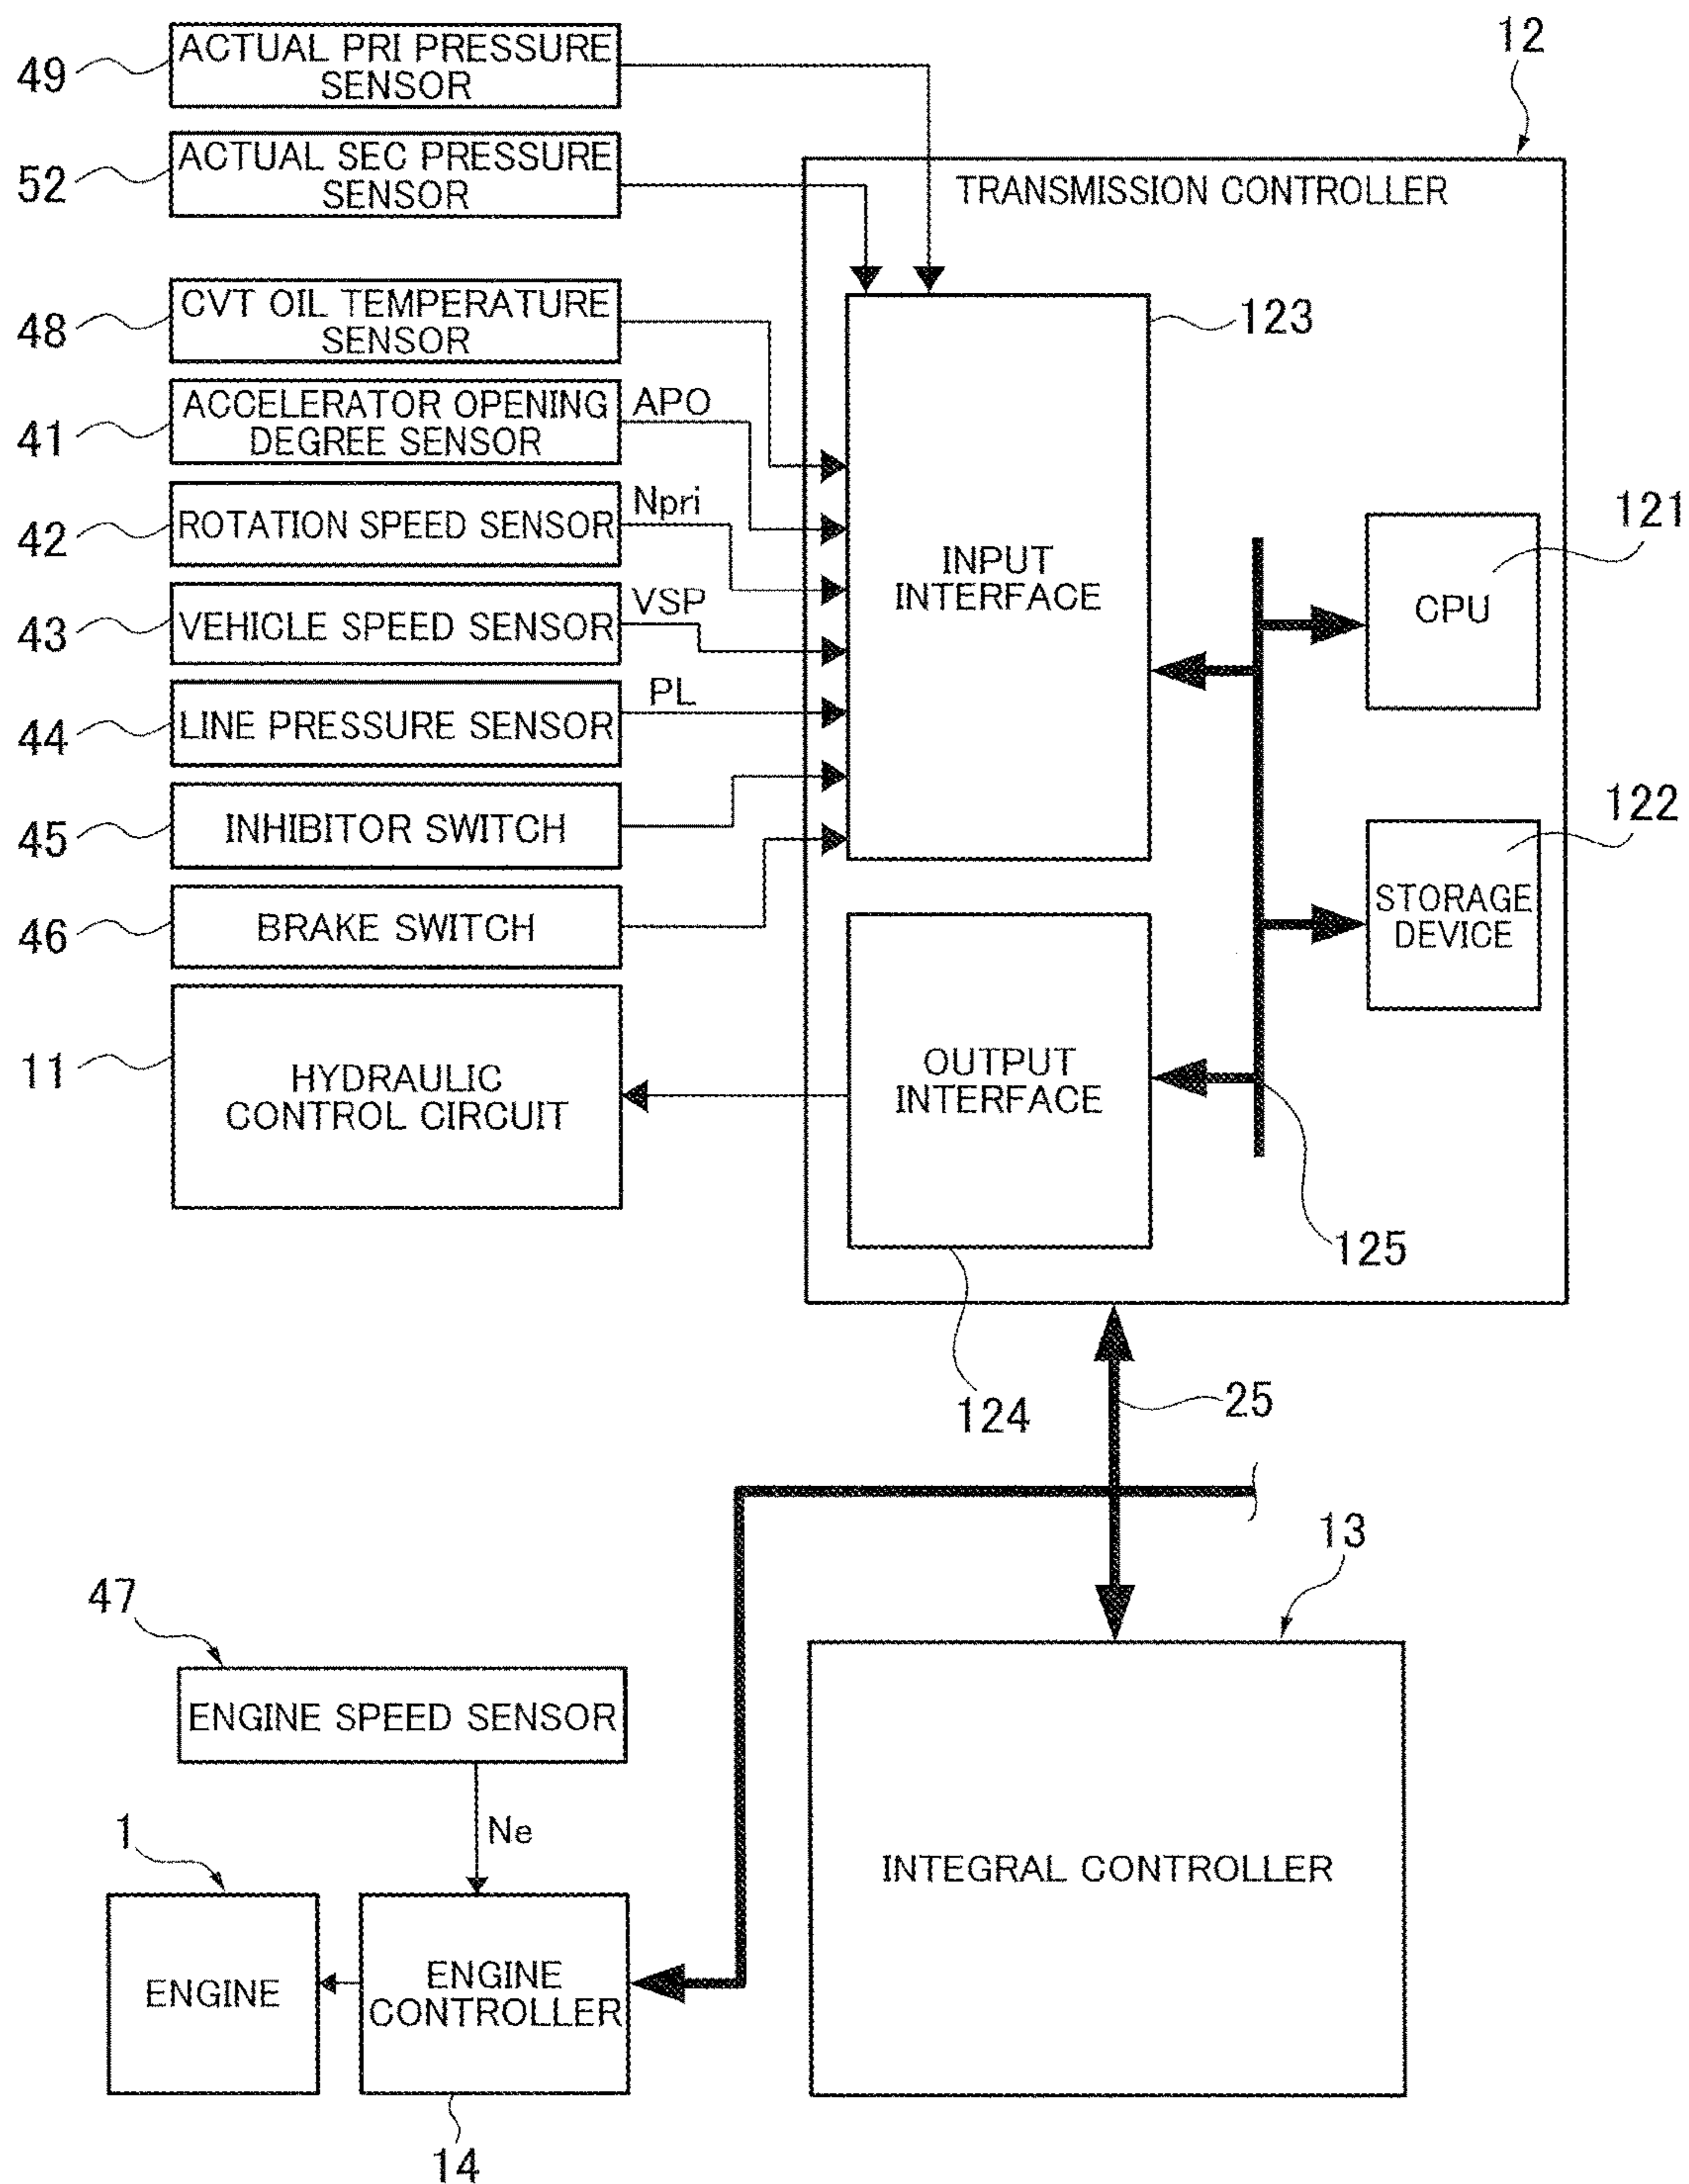 12
49
ACTUAL PRI PRESSURE
SENSOR
52
ACTUAL SEC PRESSURE
SENSOR
TRANSMISSION CONTROLLER
48
CVT OIL TEMPERATURE
SENSOR
123
41
ACCELERATOR OPENING
DEGREE SENSOR
APO
42
ROTATION SPEED SENSOR
Npri
43
VEHICLE SPEED SENSOR
VSP
44
LINE PRESSURE SENSOR
PL
45
INHIBITOR SWITCH
46
BRAKE SWITCH
11
HYDRAULIC
CONTROL CIRCUIT
INPUT
INTERFACE
121
CPU
122
STORAGE
DEVICE
OUTPUT
INTERFACE
125
124
25
13
47
ENGINE SPEED SENSOR
Ne
1
ENGINE
ENGINE
CONTROLLER
14
INTEGRAL CONTROLLER